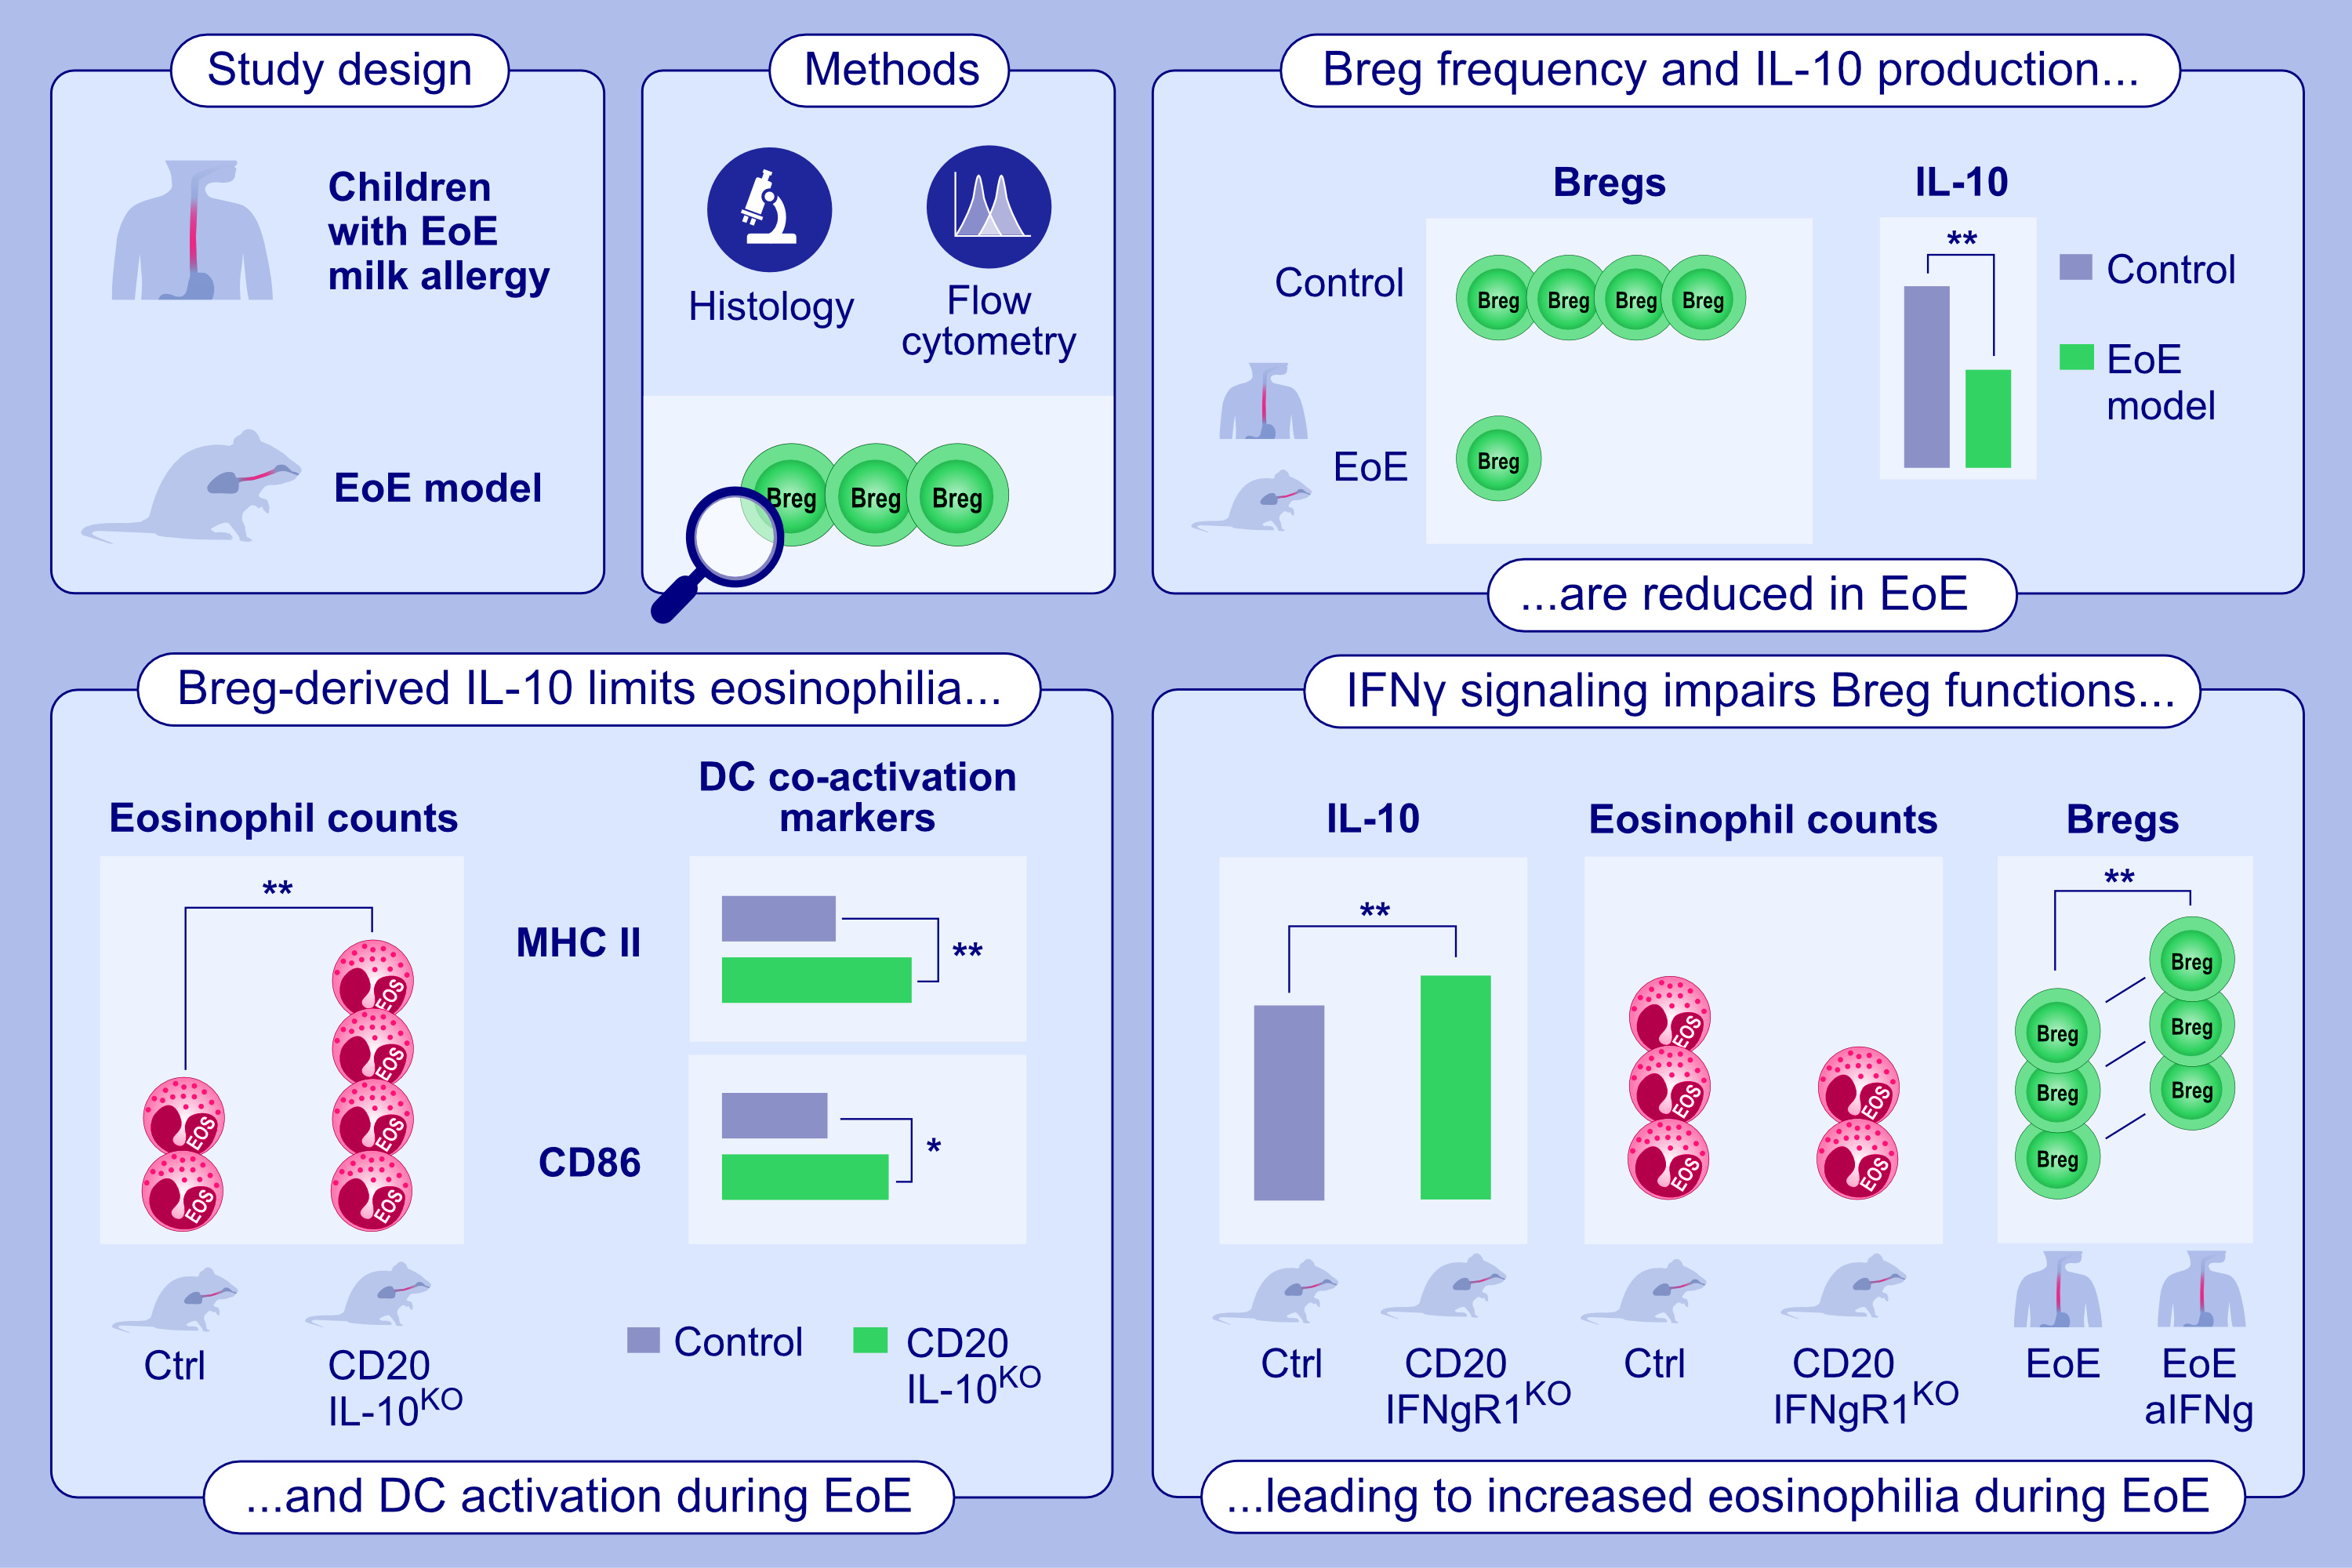 Study design
Children
with EoE
milk allergy
EoE model
Methods
Histology
Flow
cytometry
Breg
Breg
Breg
Breg frequency and IL-10 production...
Bregs
IL-10
Control
Breg
Breg
Breg
Breg
**
Control
EoE
model
EoE
Breg
...are reduced in EoE
Breg-derived IL-10 limits eosinophilia...
Eosinophil counts
**
EOS
EOS
EOS
EOS
EOS
EOS
Ctrl
CD20
IL-10KO
DC co-activation
markers
MHC II
**
CD86
*
Control
CD20
IL-10KO
...and DC activation during EoE
IFNγ signaling impairs Breg functions...
IL-10
**
Ctrl
CD20
IFNgR1KO
Eosinophil counts
EOS
EOS
EOS
EOS
EOS
Ctrl
CD20
IFNgR1KO
Bregs
**
Breg
Breg
Breg
Breg
Breg
Breg
EoE
EoE
aIFNg
...leading to increased eosinophilia during EoE